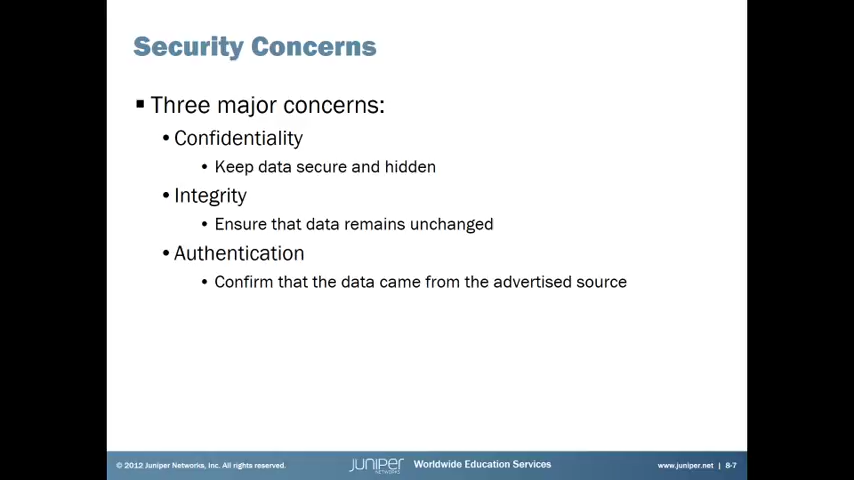 Security Concerns
▪ Three major concerns:
• Confidentiality
• Keep data secure and hidden
• Integrity
• Ensure that data remains unchanged
• Authentication
• Confirm that the data came from the advertised source
© 2012 Juniper Networks, Inc. All rights reserved.
JUNIPER
NETWORKS
Worldwide Education Services
www.juniper.net | 8-7